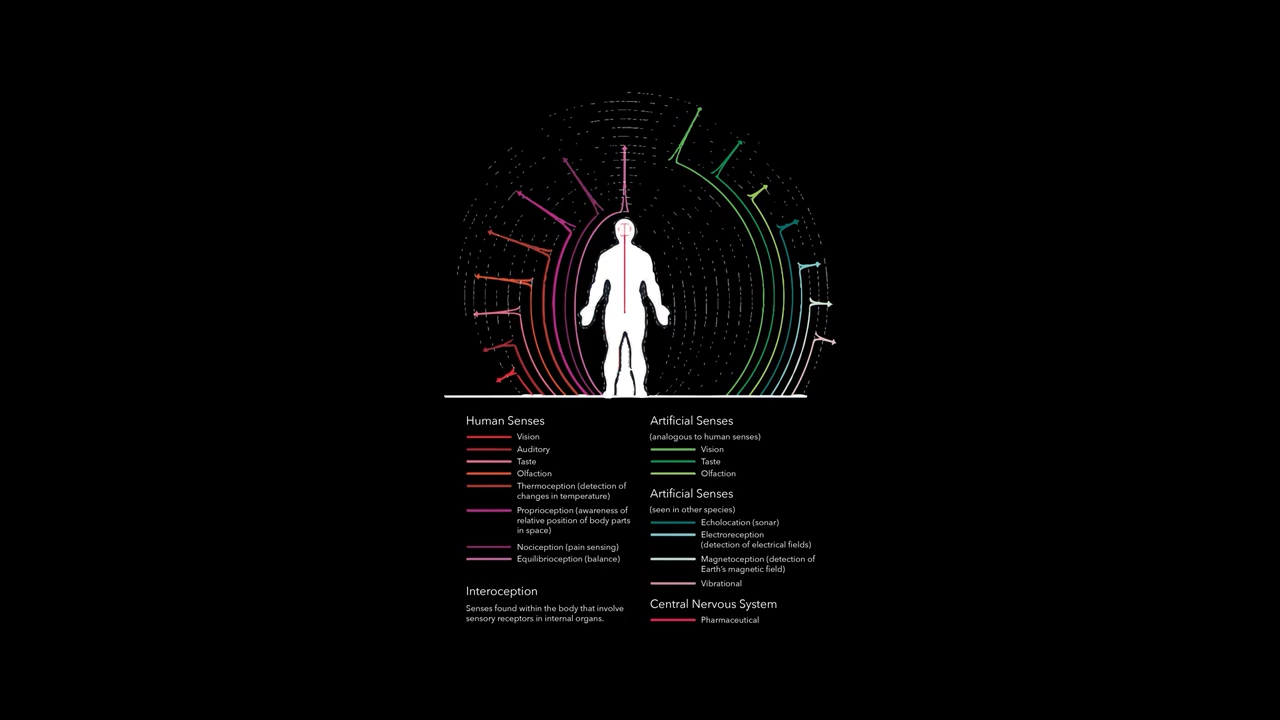 Human Senses
Vision
Auditory
Taste
Olfaction
Thermoception (detection of
changes in temperature)
Proprioception (awareness of
relative position of body parts
in space)
Nociception (pain sensing)
Equilibrioception (balance)
Interoception
Senses found within the body that involve
sensory receptors in internal organs.
Artificial Senses
(analogous to human senses)
Vision
Taste
Olfaction
Artificial Senses
(seen in other species)
Echolocation (sonar)
Electroreception
(detection of electrical fields)
Magnetoception (detection of
Earth's magnetic field)
Vibrational
Central Nervous System
Pharmaceutical